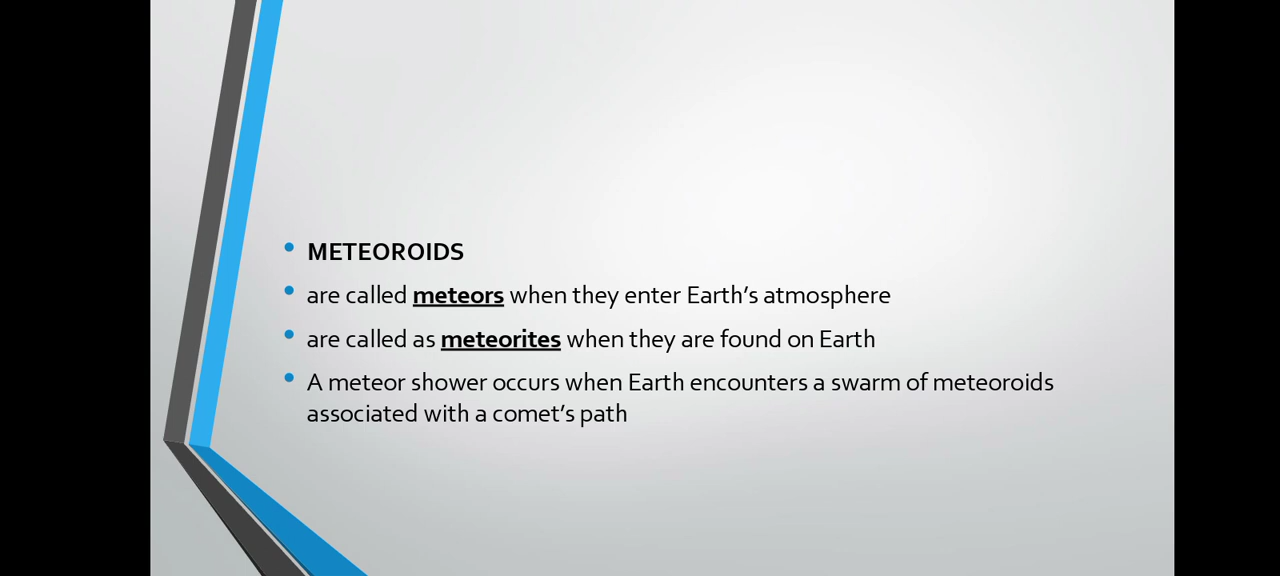 METEOROIDS
are called meteors when they enter Earth’s atmosphere
are called as meteorites when they are found on Earth
A meteor shower occurs when Earth encounters a swarm of meteoroids
associated with a comet’s path